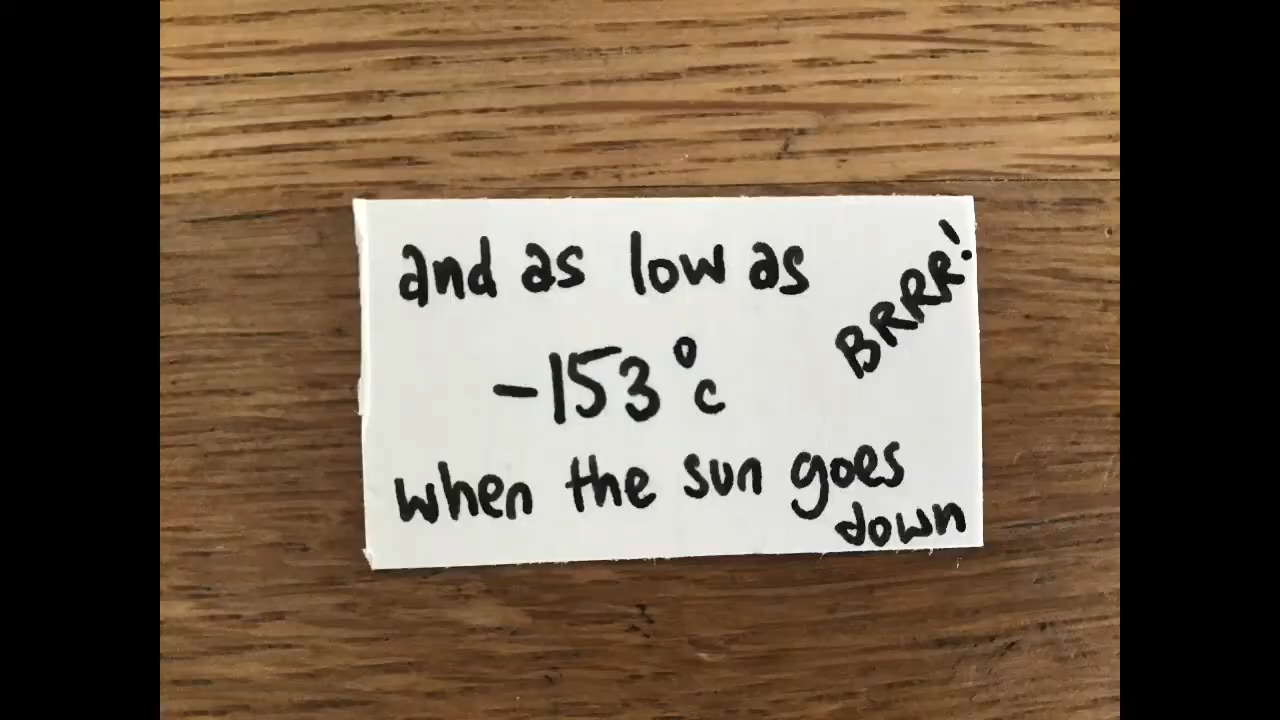 and as low as
BRRR!
-153°c
when the sun goes
down